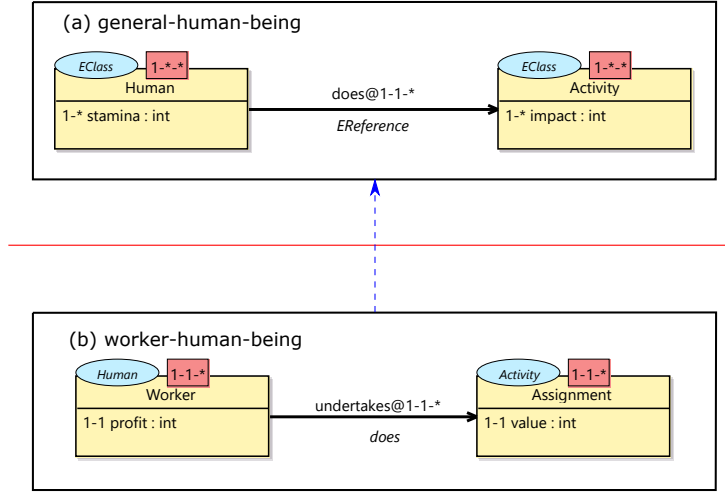 (a) general-human-being
EClass 1-*-*
Human
1-* stamina : int
does@1-1-*
EReference
EClass 1-*-*
Activity
1-* impact : int
(b) worker-human-being
Human 1-1-*
Worker
1-1 profit : int
undertakes@1-1-*
does
Activity 1-1-*
Assignment
1-1 value : int